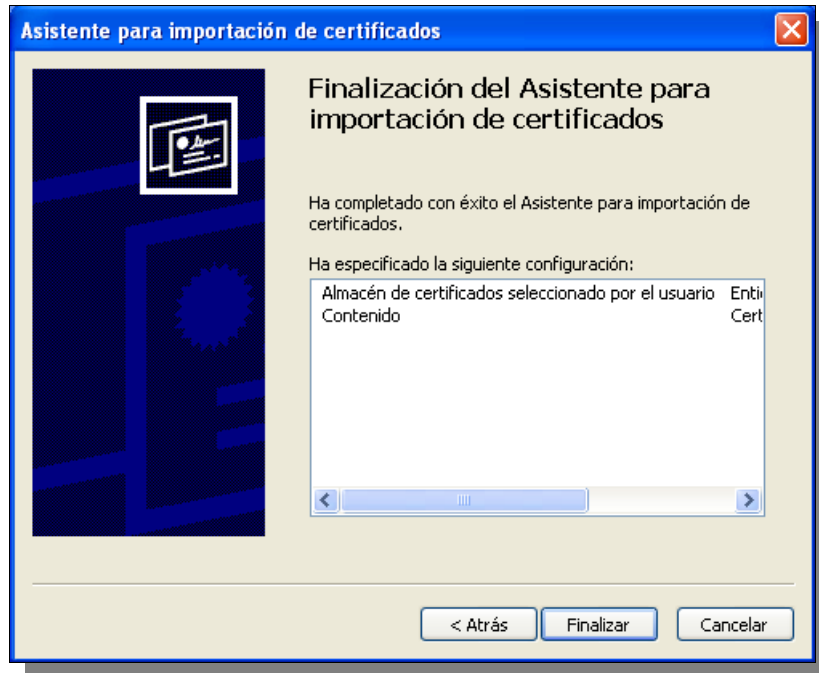 Asistente para importación de certificados
Finalización del Asistente para
importación de certificados
Ha completado con éxito el Asistente para importación de
certificados.
Ha especificado la siguiente configuración:
Almacén de certificados seleccionado por el usuario Enti
Contenido Cert
< Atrás Finalizar Cancelar